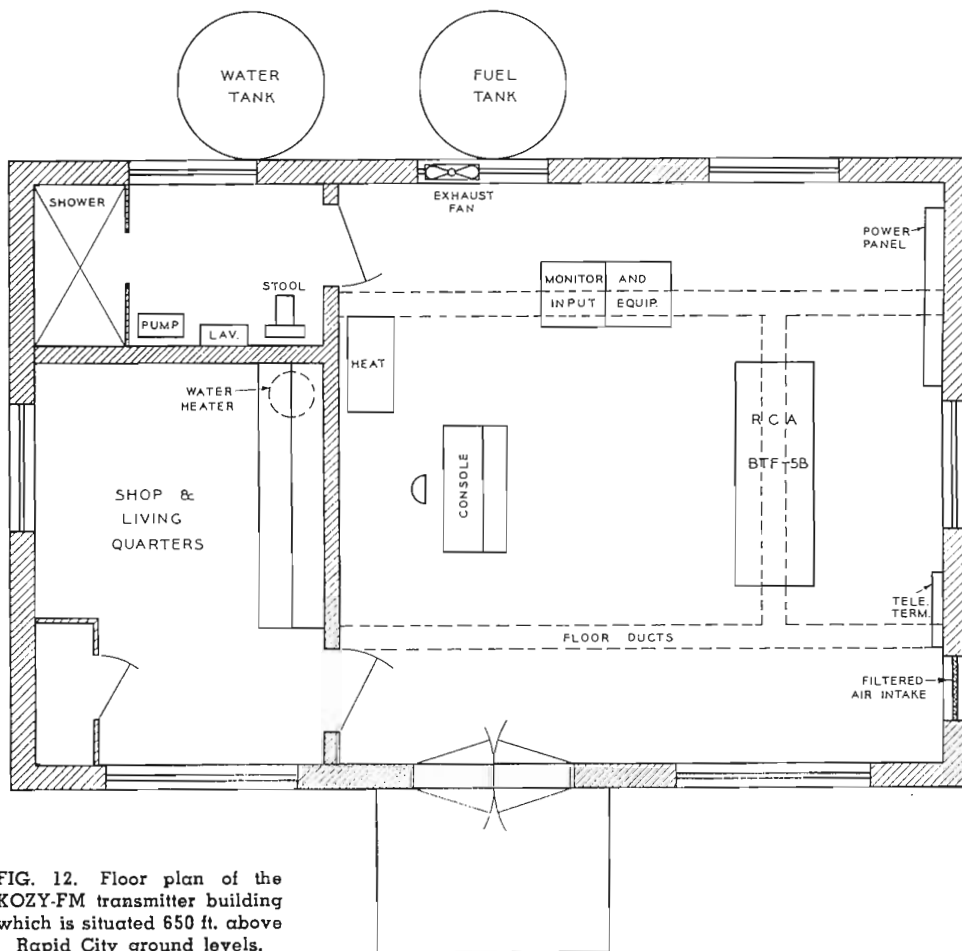 WATER
TANK
FUEL
TANK
SHOWER
EXHAUST
FAN
POWER
PANEL
STOOL
MONITOR AND
INPUT EQUIP.
PUMP
LAV.
HEAT
WATER
HEATER
RCA
BTF-5B
CONSOLE
SHOP &
LIVING
QUARTERS
TELE.
TERM.
FLOOR DUCTS
FILTERED
AIR INTAKE
FIG. 12. Floor plan of the
KOZY-FM transmitter building
which is situated 650 ft. above
Rapid City ground levels.